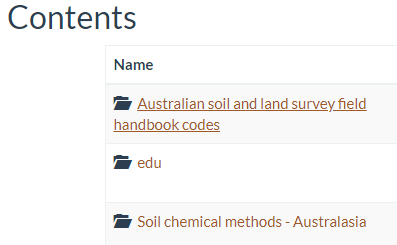 Contents
Name
Australian soil and land survey field
handbook codes
edu
Soil chemical methods - Australasia